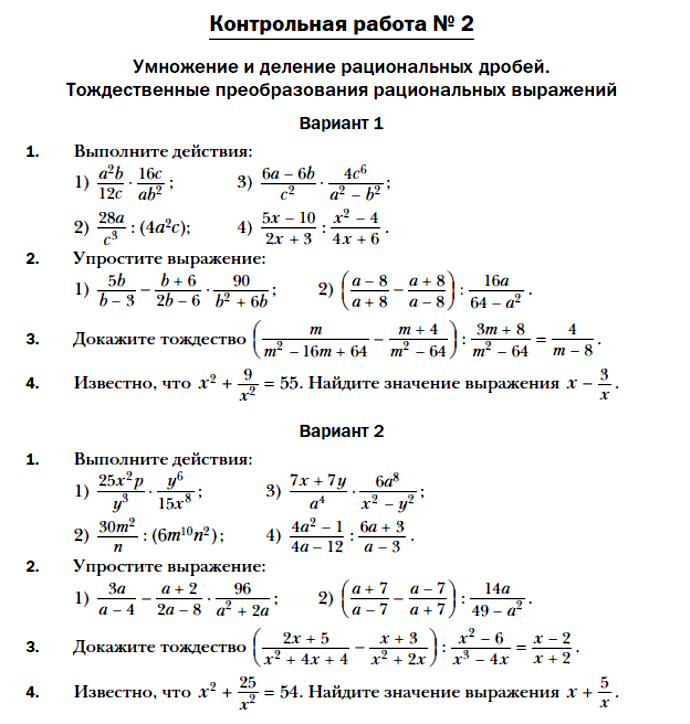 Контрольная работа № 2
Умножение и деление рациональных дробей.
Тождественные преобразования рациональных выражений
Вариант 1
1. Выполните действия:
1) \frac{a^2b}{12c} \cdot \frac{16c}{ab^2}; 3) \frac{6a - 6b}{c^2} \cdot \frac{4c^6}{a^2 - b^2};
2) \frac{28a}{c^3} : (4a^2c); 4) \frac{5x - 10}{2x + 3} : \frac{x^2 - 4}{4x + 6}.
2. Упростите выражение:
1) \frac{5b}{b - 3} - \frac{b + 6}{2b - 6} \cdot \frac{90}{b^2 + 6b}; 2) \left(\frac{a - 8}{a + 8} - \frac{a + 8}{a - 8}\right) : \frac{16a}{64 - a^2}.
3. Докажите тождество \left(\frac{m}{m^2 - 16m + 64} - \frac{m + 4}{m^2 - 64}\right) : \frac{3m + 8}{m^2 - 64} = \frac{4}{m - 8}.
4. Известно, что x^2 + \frac{9}{x^2} = 55. Найдите значение выражения x - \frac{3}{x}.
Вариант 2
1. Выполните действия:
1) \frac{25x^2p}{y^3} \cdot \frac{y^6}{15x^8}; 3) \frac{7x + 7y}{a^4} \cdot \frac{6a^8}{x^2 - y^2};
2) \frac{30m^2}{n} : (6m^{10}n^2); 4) \frac{4a^2 - 1}{4a - 12} : \frac{6a + 3}{a - 3}.
2. Упростите выражение:
1) \frac{3a}{a - 4} - \frac{a + 2}{2a - 8} \cdot \frac{96}{a^2 + 2a}; 2) \left(\frac{a + 7}{a - 7} - \frac{a - 7}{a + 7}\right) : \frac{14a}{49 - a^2}.
3. Докажите тождество \left(\frac{2x + 5}{x^2 + 4x + 4} - \frac{x + 3}{x^2 + 2x}\right) : \frac{x^2 - 6}{x^3 - 4x} = \frac{x - 2}{x + 2}.
4. Известно, что x^2 + \frac{25}{x^2} = 54. Найдите значение выражения x + \frac{5}{x}.